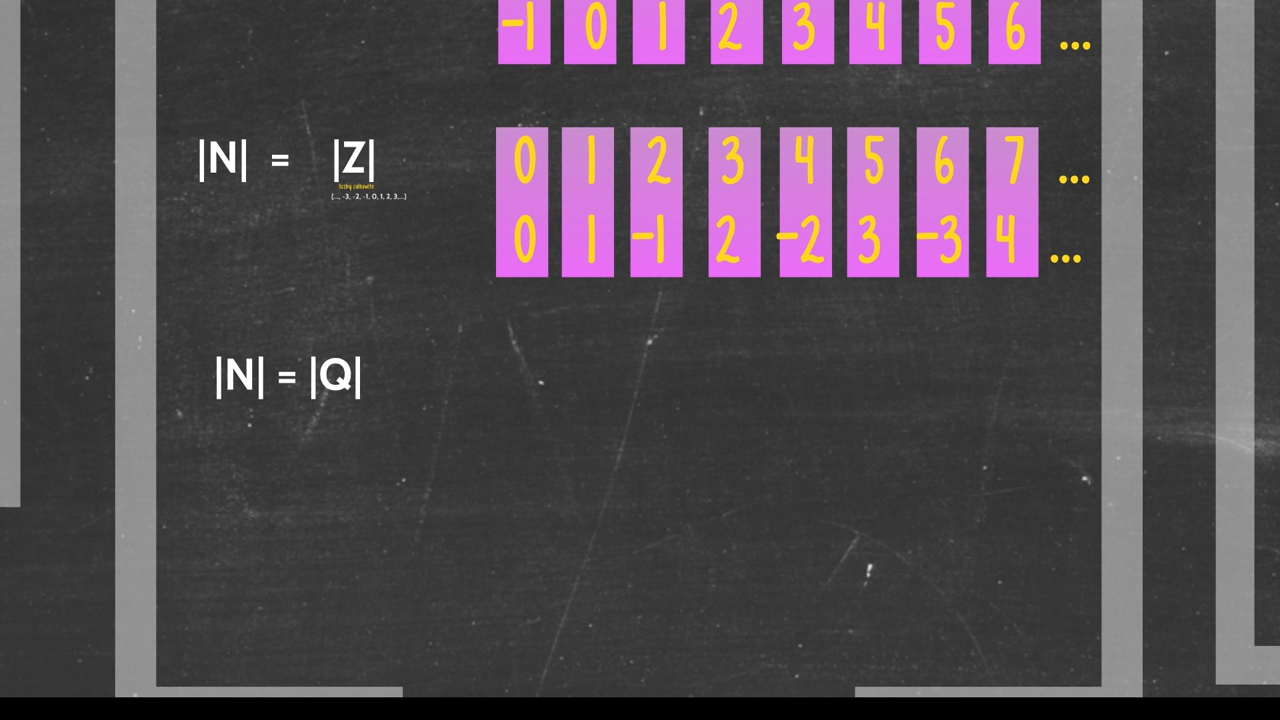 -1 0 1 2 3 4 5 6 ...
|N| = |Z|
liczby całkowite
{..., -3, -2, -1, 0, 1, 2, 3,...}
0 1 2 3 4 5 6 7 ...
0 1 -1 2 -2 3 -3 4 ...
|N| = |Q|